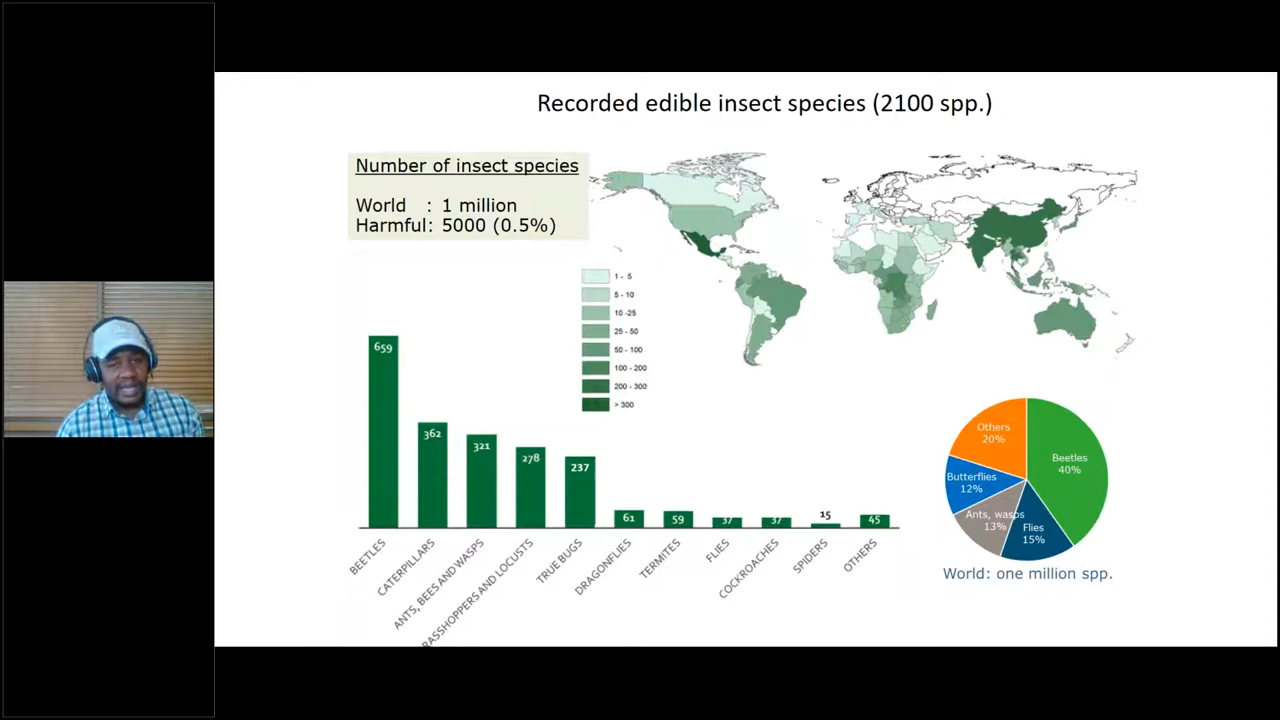 Recorded edible insect species (2100 spp.)
Number of insect species
World : 1 million
Harmful: 5000 (0.5%)
1 - 5
5 - 10
10 -25
25 - 50
50 - 100
100 - 200
200 - 300
> 300
659
362
321
278
237
61
59
37
37
15
45
BEETLES
CATERPILLARS
ANTS, BEES AND WASPS
RASSHOPPERS AND LOCUSTS
TRUE BUGS
DRAGONFLIES
TERMITES
FLIES
COCKROACHES
SPIDERS
OTHERS
Others
20%
Beetles
40%
Butterflies
12%
Ants, wasps
13%
Flies
15%
World: one million spp.